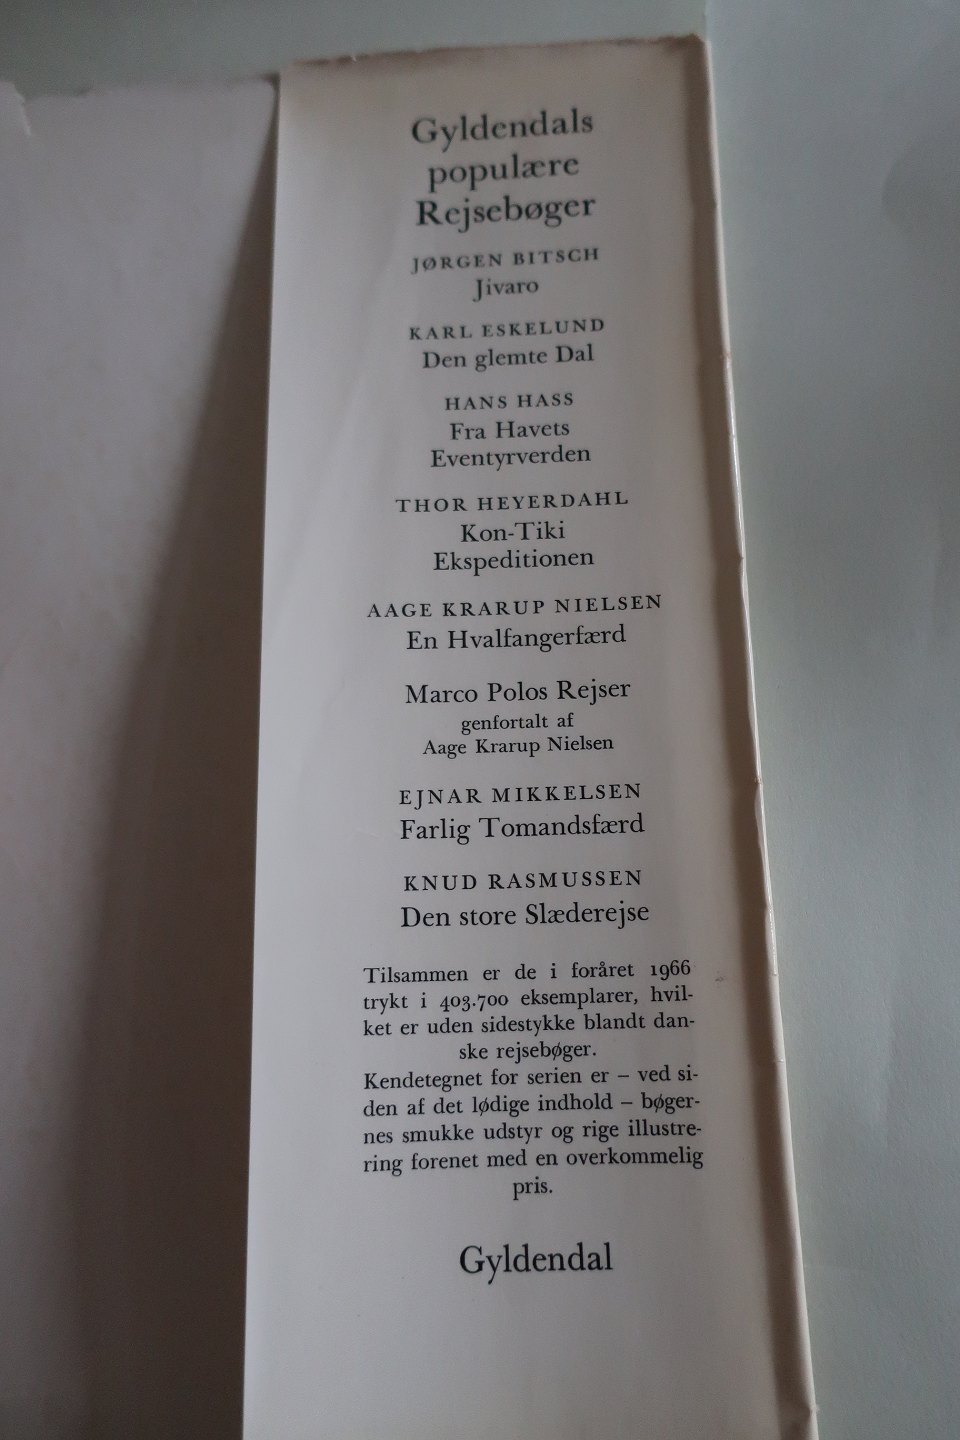 Gyldendals
populære
Rejsebøger
JØRGEN BITSCH
Jivaro
KARL ESKELUND
Den glemte Dal
HANS HASS
Fra Havets
Eventyrverden
THOR HEYERDAHL
Kon-Tiki
Ekspeditionen
AAGE KRARUP NIELSEN
En Hvalfangerfærd
Marco Polos Rejser
genfortalt af
Aage Krarup Nielsen
EJNAR MIKKELSEN
Farlig Tomandsfærd
KNUD RASMUSSEN
Den store Slæderejse
Tilsammen er de i foråret 1966
trykt i 403.700 eksemplarer, hvil-
ket er uden sidestykke blandt dan-
ske rejsebøger.
Kendetegnet for serien er – ved si-
den af det lødige indhold – bøger-
nes smukke udstyr og rige illustre-
ring forenet med en overkommelig
pris.
Gyldendal